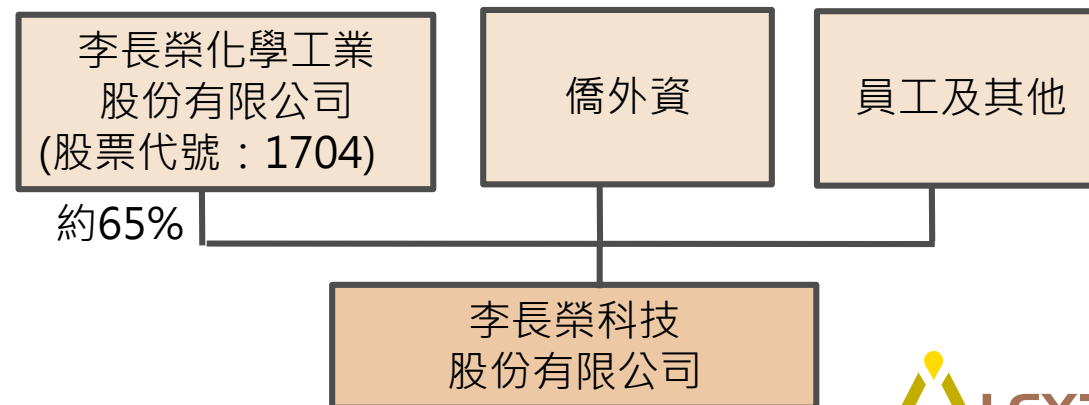 李長榮化學工業
股份有限公司
(股票代號：1704)
僑外資
員工及其他
約65%
李長榮科技
股份有限公司